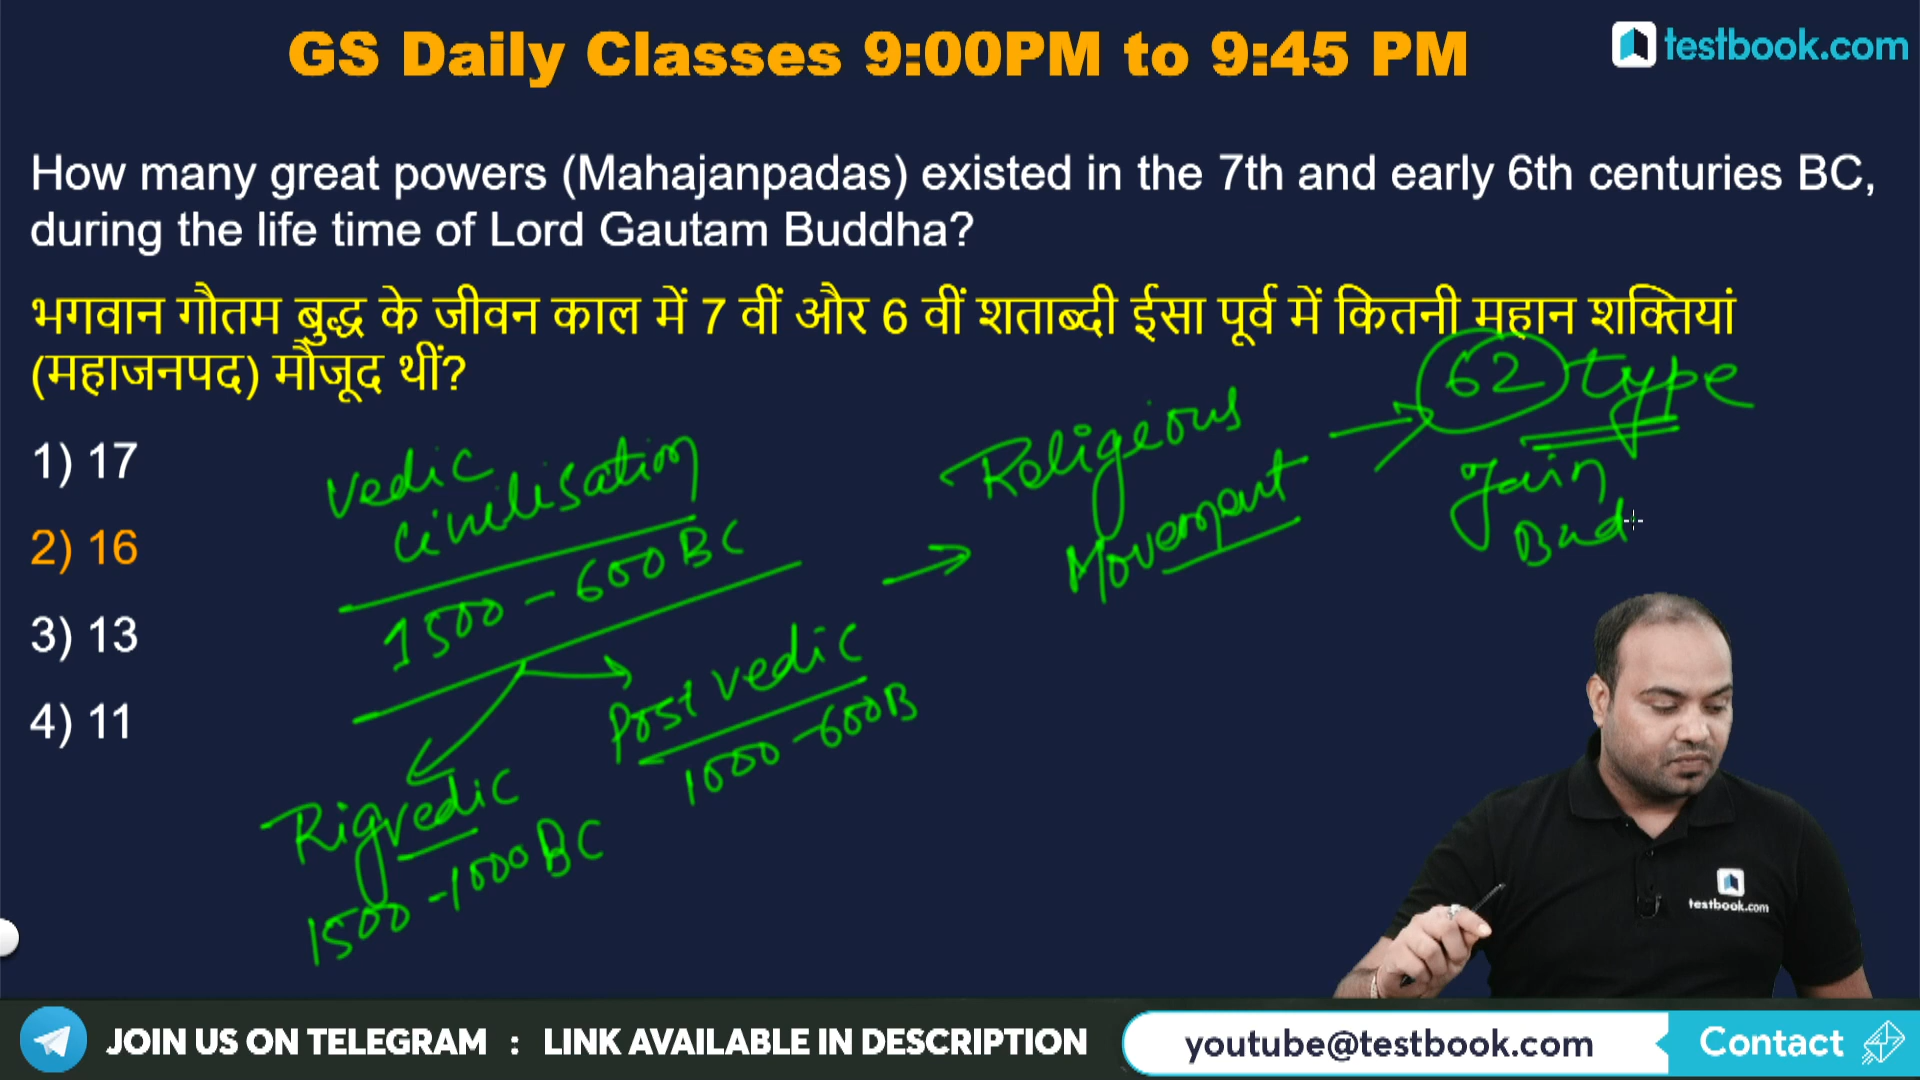 GS Daily Classes 9:00PM to 9:45 PM
testbook.com
How many great powers (Mahajanpadas) existed in the 7th and early 6th centuries BC,
during the life time of Lord Gautam Buddha?
भगवान गौतम बुद्ध के जीवन काल में 7 वीं और 6 वीं शताब्दी ईसा पूर्व में कितनी महान शक्तियां
(महाजनपद) मौजूद थीं?
1) 17
2) 16
3) 13
4) 11
vedic
civilisation
1500 - 600 BC
Rigvedic
1500 - 1000 BC
Post vedic
1000 - 600 B
Religious
Movement
62 type
Jain
Bud
testbook.com
JOIN US ON TELEGRAM : LINK AVAILABLE IN DESCRIPTION
youtube@testbook.com
Contact